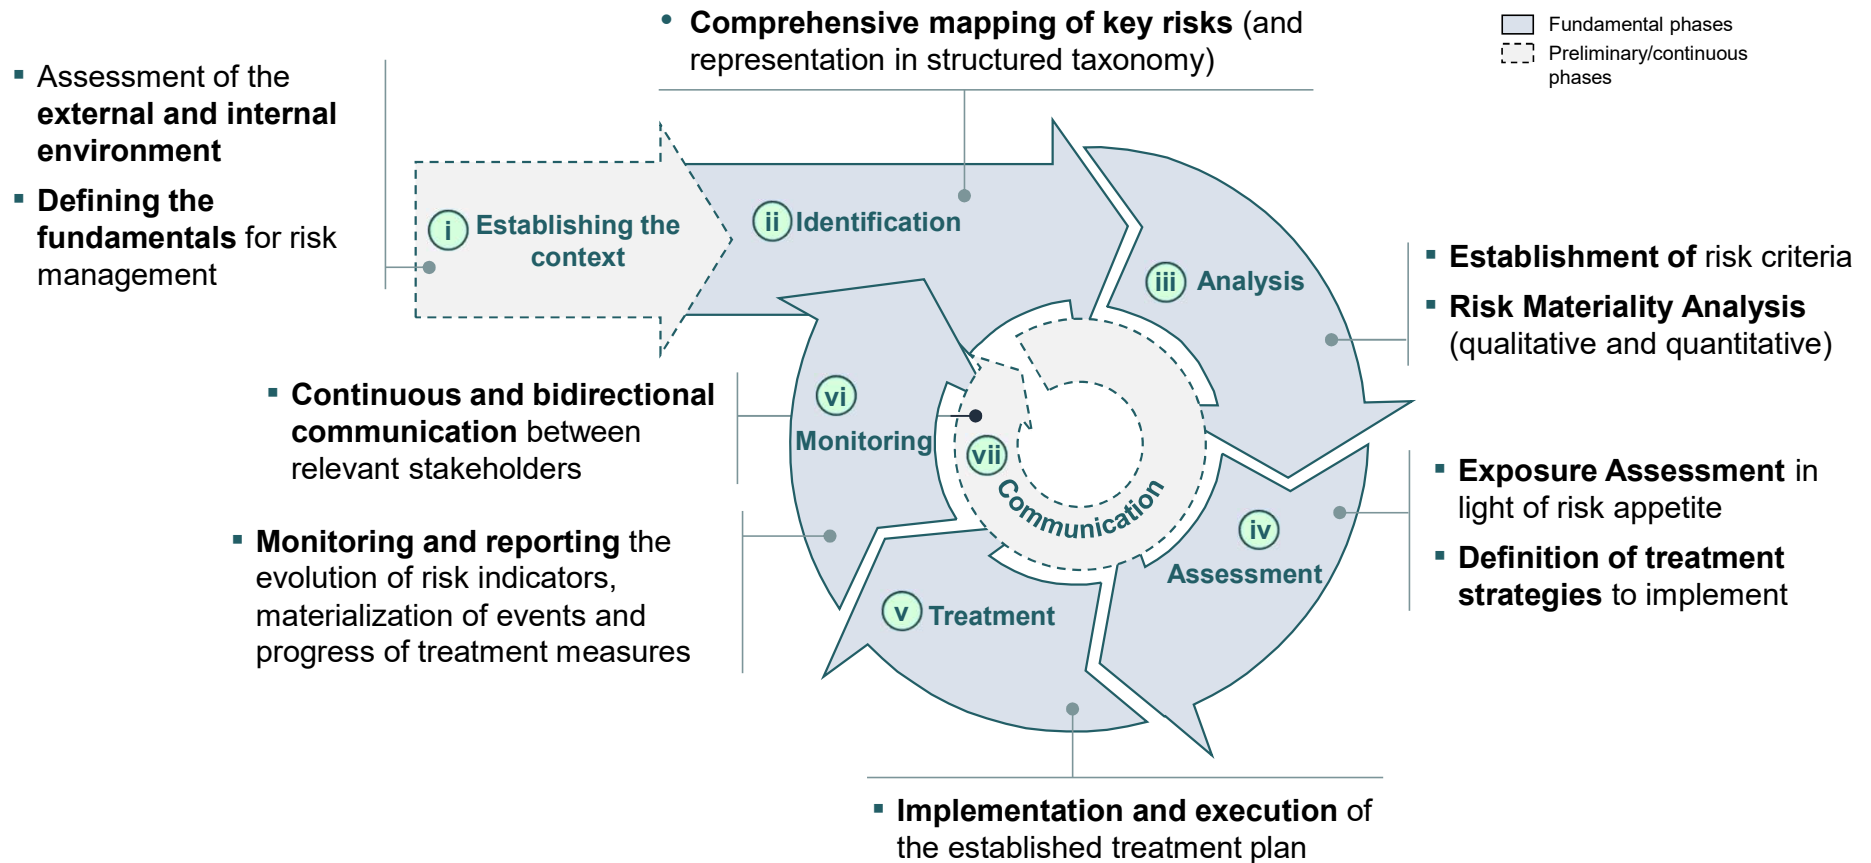 Comprehensive mapping of key risks (and
representation in structured taxonomy)
Fundamental phases
Preliminary/continuous
phases
Assessment of the
external and internal
environment
Defining the
fundamentals for risk
management
i
Establishing the
context
ii
Identification
iii
Analysis
Establishment of risk criteria
Risk Materiality Analysis
(qualitative and quantitative)
Continuous and bidirectional
communication between
relevant stakeholders
vi
Monitoring
vii
Communication
Exposure Assessment in
light of risk appetite
Definition of treatment
strategies to implement
iv
Assessment
Monitoring and reporting the
evolution of risk indicators,
materialization of events and
progress of treatment measures
v
Treatment
Implementation and execution of
the established treatment plan